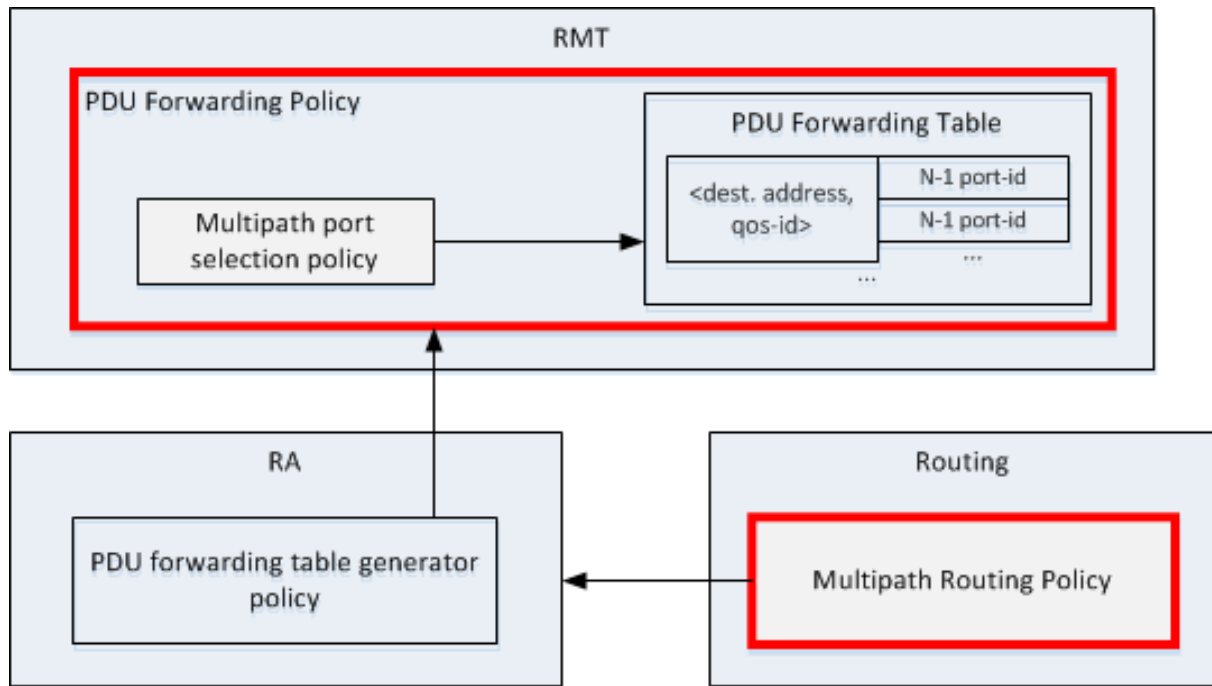 RMT
PDU Forwarding Policy
Multipath port
selection policy
PDU Forwarding Table
<dest. address,
qos-id>
N-1 port-id
N-1 port-id
...
...
RA
PDU forwarding table generator
policy
Routing
Multipath Routing Policy